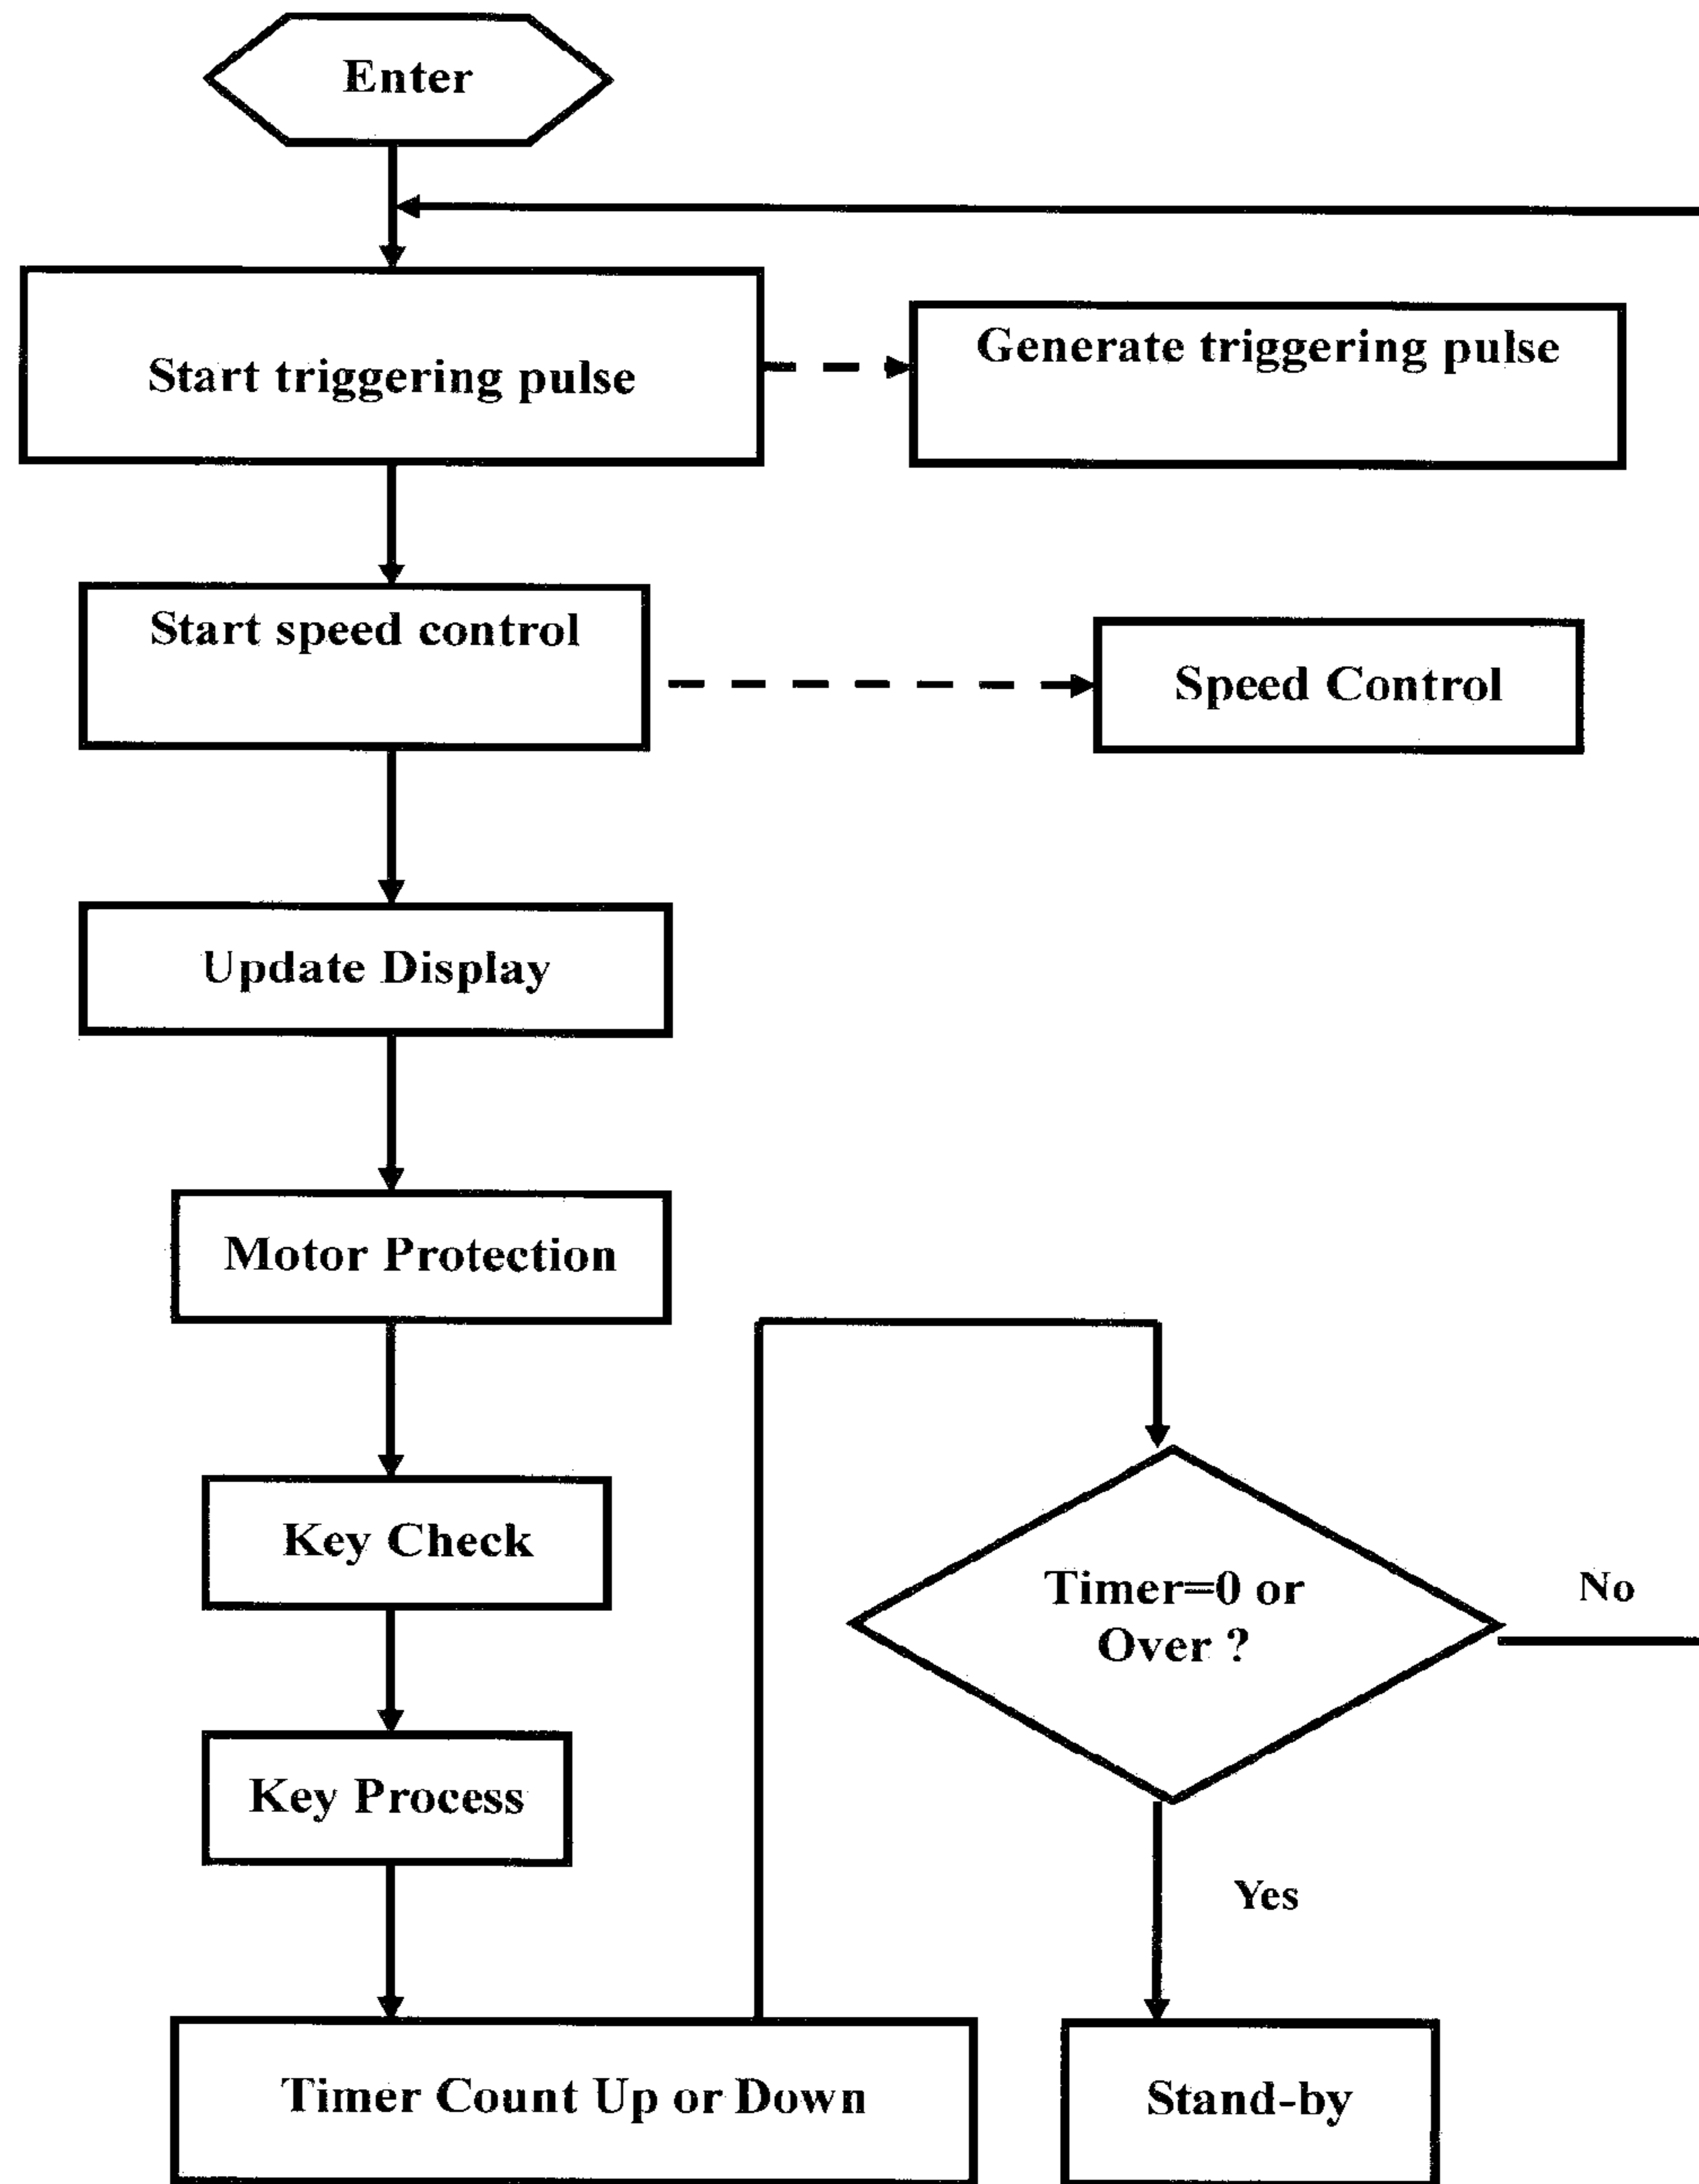 Enter
Start triggering pulse
Generate triggering pulse
Start speed control
Speed Control
Update Display
Motor Protection
Key Check
Timer=0 or
Over ?
No
Key Process
Yes
Timer Count Up or Down
Stand-by